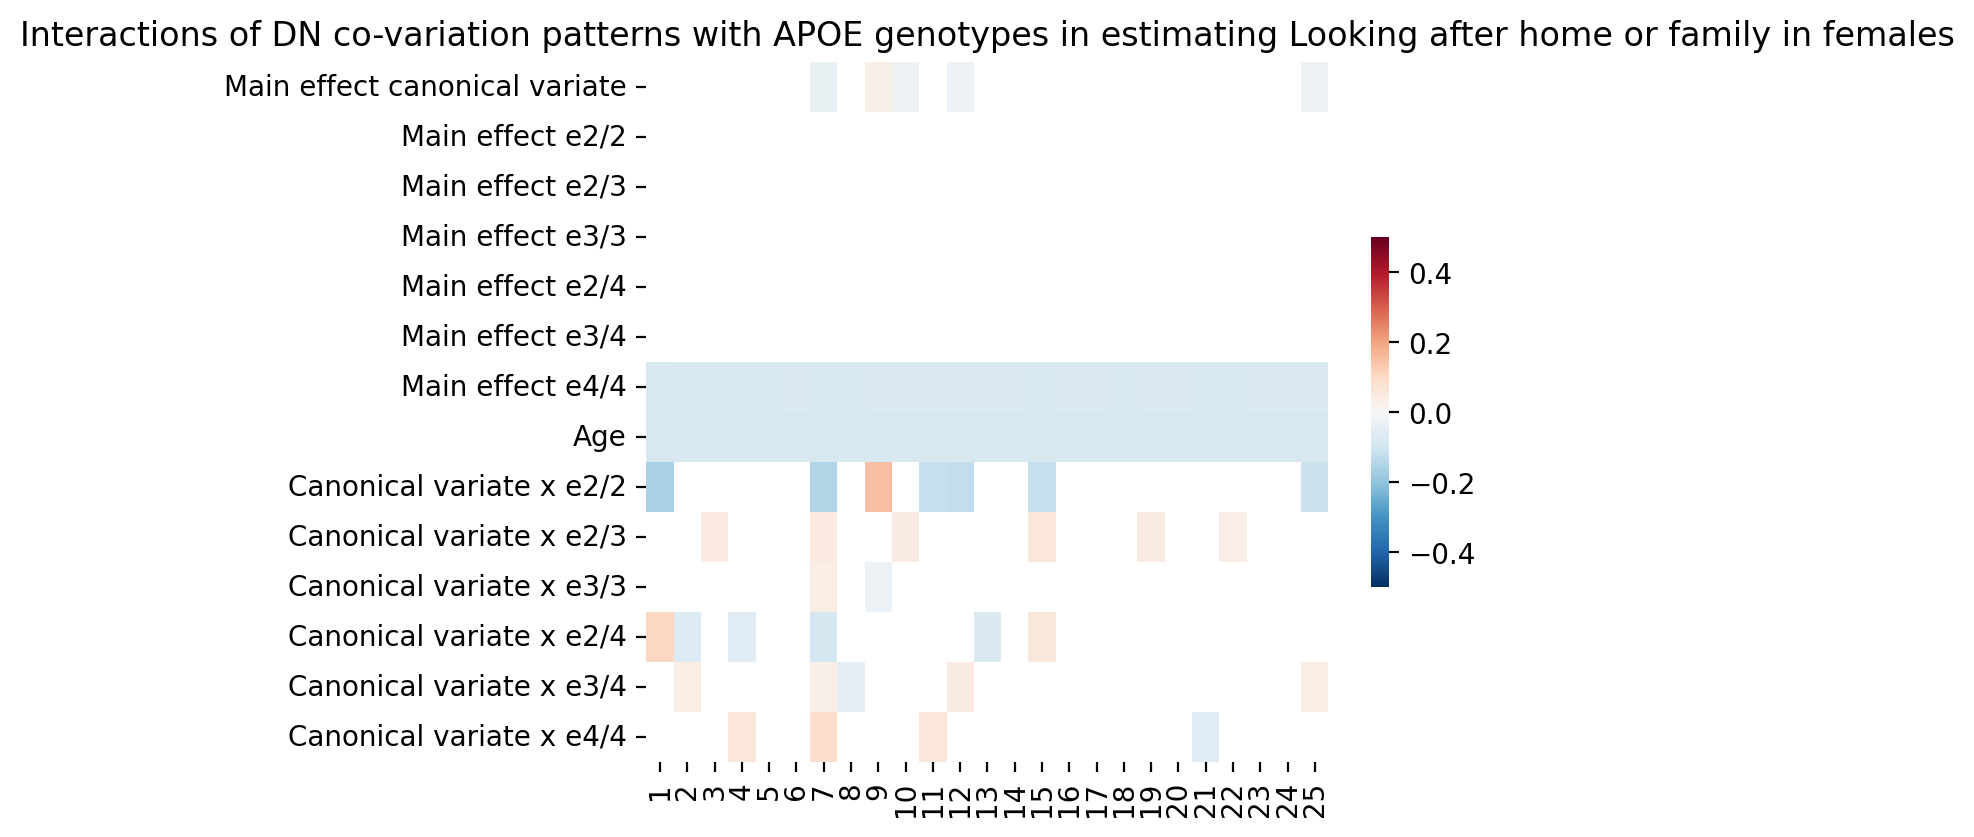 Interactions of DN co-variation patterns with APOE genotypes in estimating Looking after home or family in females
Main effect canonical variate
Main effect e2/2
Main effect e2/3
Main effect e3/3
Main effect e2/4
Main effect e3/4
Main effect e4/4
Age
Canonical variate x e2/2
Canonical variate x e2/3
Canonical variate x e3/3
Canonical variate x e2/4
Canonical variate x e3/4
Canonical variate x e4/4
1 2 3 4 5 6 7 8 9 10 11 12 13 14 15 16 17 18 19 20 21 22 23 24 25
0.4
0.2
0.0
−0.2
−0.4